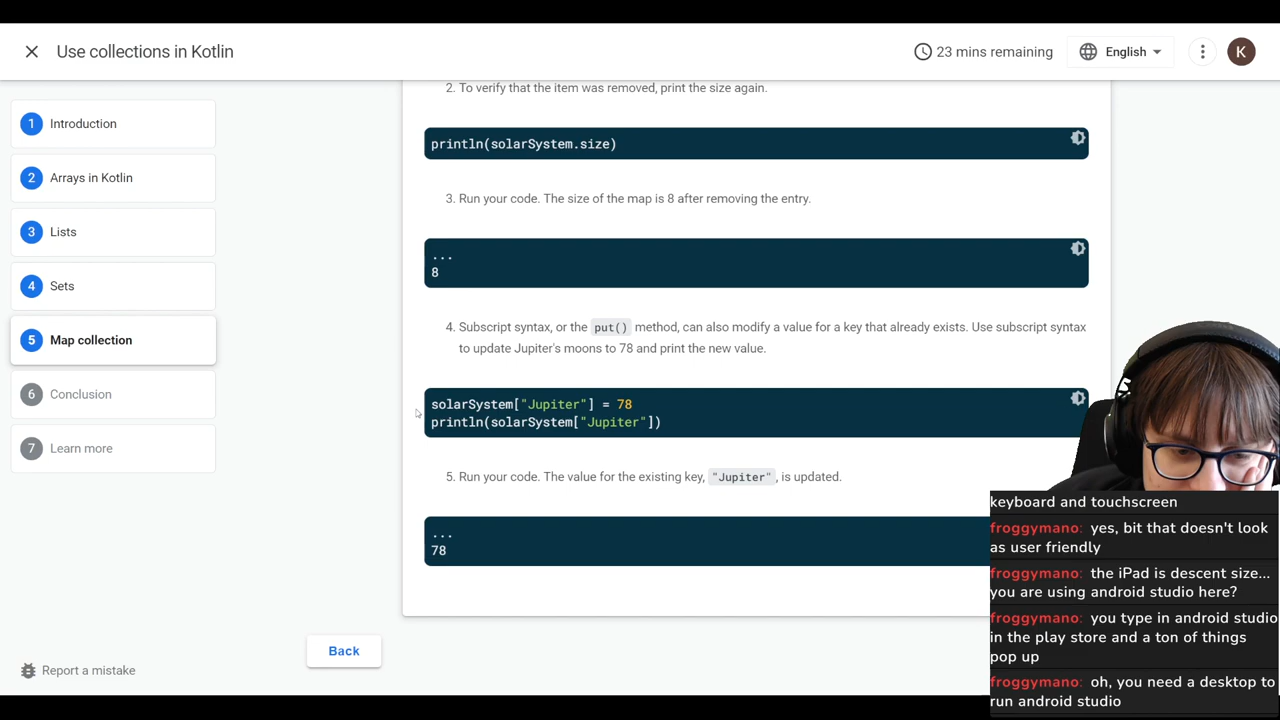 Use collections in Kotlin
23 mins remaining
English
K
1 Introduction
2 Arrays in Kotlin
3 Lists
4 Sets
5 Map collection
6 Conclusion
7 Learn more
2. To verify that the item was removed, print the size again.
println(solarSystem.size)
3. Run your code. The size of the map is 8 after removing the entry.
...
8
4. Subscript syntax, or the put() method, can also modify a value for a key that already exists. Use subscript syntax
to update Jupiter's moons to 78 and print the new value.
solarSystem["Jupiter"] = 78
println(solarSystem["Jupiter"])
5. Run your code. The value for the existing key, "Jupiter", is updated.
...
78
Back
Report a mistake
keyboard and touchscreen
froggymano: yes, bit that doesn't look
as user friendly
froggymano: the iPad is descent size...
you are using android studio here?
froggymano: you type in android studio
in the play store and a ton of things
pop up
froggymano: oh, you need a desktop to
run android studio